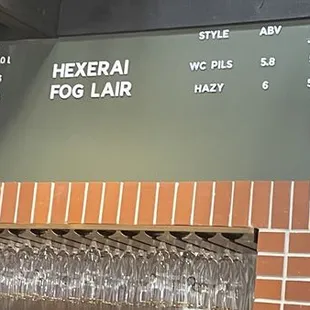 STYLE ABV
HEXERAI WC PILS 5.8
FOG LAIR HAZY 6